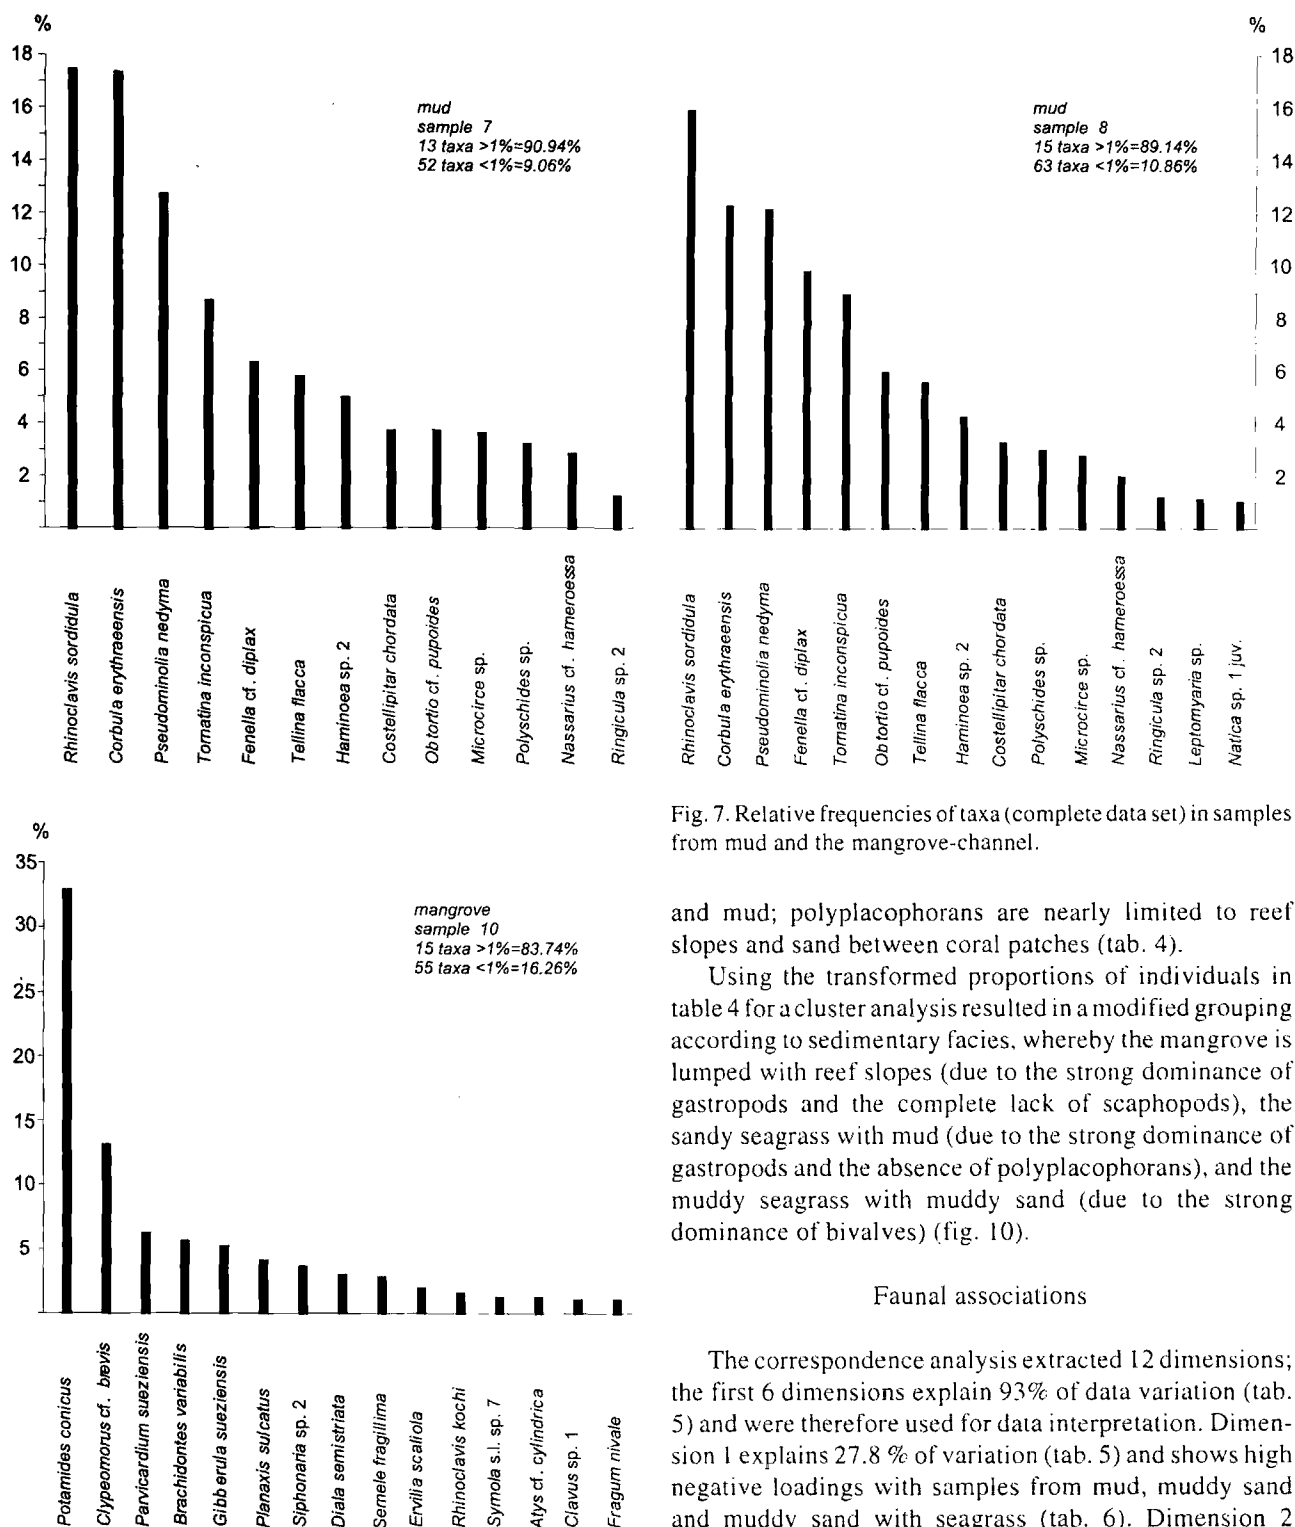 %
18
16
14
12
10
8
6
4
2
mud
sample 7
13 taxa >1%=90.94%
52 taxa <1%=9.06%
Rhinoclavis sordidula
Corbula erythraeensis
Pseudominolia nedyma
Tornatina inconspicua
Fenella cf. diplax
Tellina flacca
Haminoea sp. 2
Costellipitar chordata
Obtortio cf. pupoides
Microcirce sp.
Polyschides sp.
Nassarius cf. hameroessa
Ringicula sp. 2
%
18
16
14
12
10
8
6
4
2
mud
sample 8
15 taxa >1%=89.14%
63 taxa <1%=10.86%
Rhinoclavis sordidula
Corbula erythraeensis
Pseudominolia nedyma
Fenella cf. diplax
Tornatina inconspicua
Obtortio cf. pupoides
Tellina flacca
Haminoea sp. 2
Costellipitar chordata
Polyschides sp.
Microcirce sp.
Nassarius cf. hameroessa
Ringicula sp. 2
Leptomyaria sp.
Natica sp. 1 juv.
%
35
30
25
20
15
10
5
mangrove
sample 10
15 taxa >1%=83.74%
55 taxa <1%=16.26%
Potamides conicus
Clypeomorus cf. brevis
Parvicardium sueziensis
Brachidontes variabilis
Gibberula sueziensis
Planaxis sulcatus
Siphonaria sp. 2
Diala semistriata
Semele fragillima
Ervilia scaliola
Rhinoclavis kochi
Symola s.l. sp. 7
Atys cf. cylindrica
Clavus sp. 1
Fragum nivale
Fig. 7. Relative frequencies of taxa (complete data set) in samples
from mud and the mangrove-channel.
and mud; polyplacophorans are nearly limited to reef
slopes and sand between coral patches (tab. 4).
Using the transformed proportions of individuals in
table 4 for a cluster analysis resulted in a modified grouping
according to sedimentary facies, whereby the mangrove is
lumped with reef slopes (due to the strong dominance of
gastropods and the complete lack of scaphopods), the
sandy seagrass with mud (due to the strong dominance of
gastropods and the absence of polyplacophorans), and the
muddy seagrass with muddy sand (due to the strong
dominance of bivalves) (fig. 10).
Faunal associations
The correspondence analysis extracted 12 dimensions;
the first 6 dimensions explain 93% of data variation (tab.
5) and were therefore used for data interpretation. Dimen-
sion 1 explains 27.8 % of variation (tab. 5) and shows high
negative loadings with samples from mud, muddy sand
and muddy sand with seagrass (tab. 6). Dimension 2